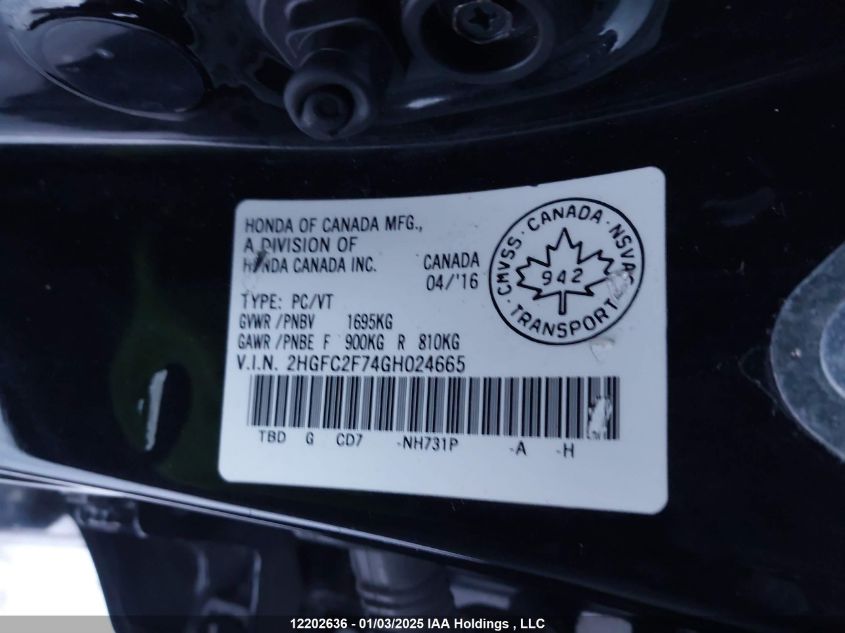 HONDA OF CANADA MFG.,
A DIVISION OF
HONDA CANADA INC.
CANADA
04/'16
TYPE: PC/VT
GVWR /PNBV 1695KG
GAWR /PNBE F 900KG R 810KG
V.I.N. 2HGFC2F74GH024665
TBD G CD7 -NH731P -A -H
CMVSS · CANADA · NSVAC
942
TRANSPORT
12202636 - 01/03/2025 IAA Holdings , LLC